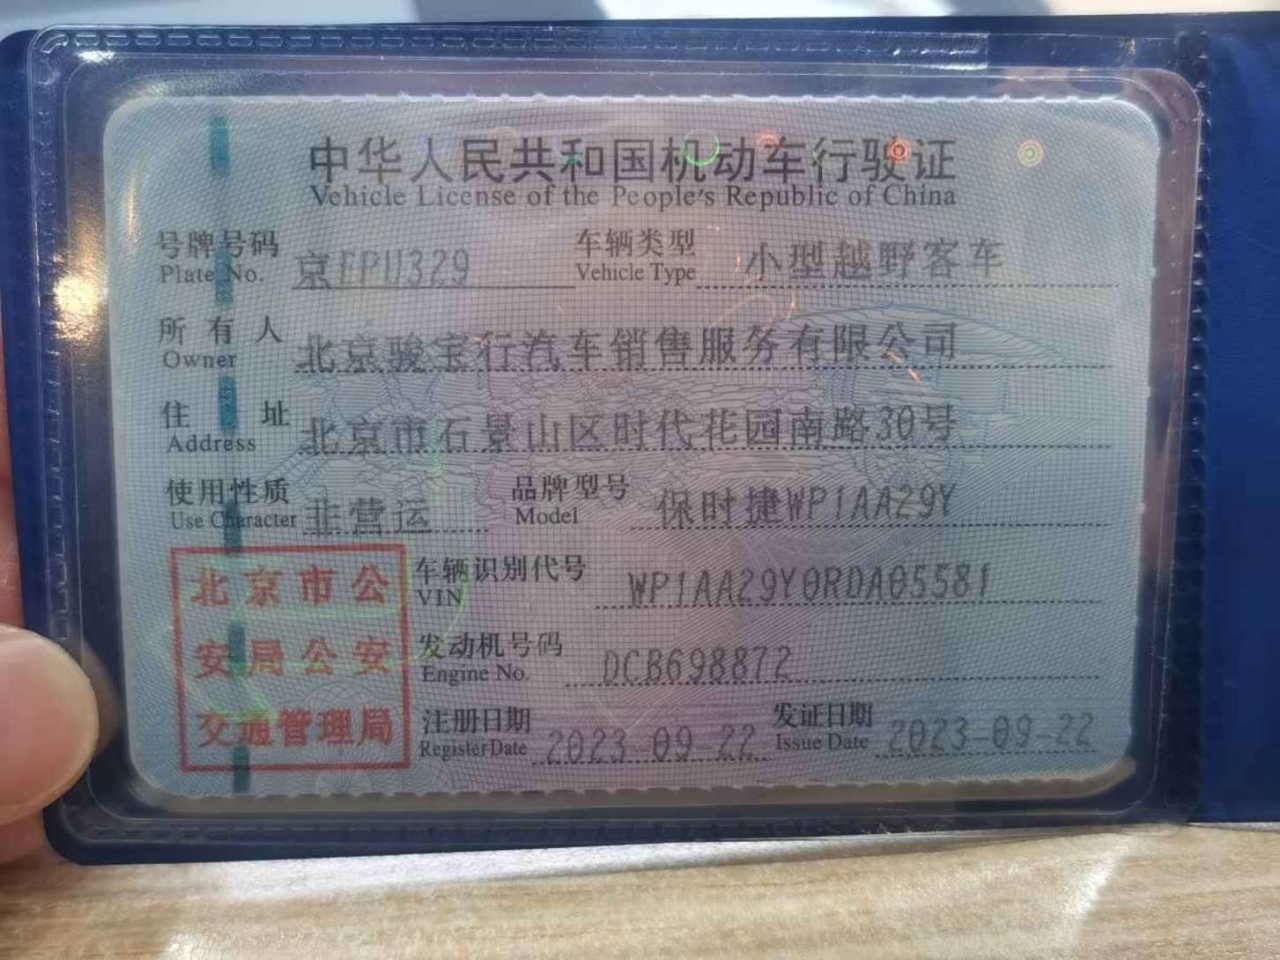 中华人民共和国机动车行驶证
Vehicle License of the People's Republic of China
号牌号码 京EPU329 车辆类型 小型越野客车
Plate No. Vehicle Type
所有人 北京骏宝行汽车销售服务有限公司
Owner
住址 北京市石景山区时代花园南路30号
Address
使用性质 非营运 品牌型号 保时捷WP1AA29Y
Use Character Model
北京市公
安局公安
交通管理局
车辆识别代号 WP1AA29Y0RDA05581
VIN
发动机号码 DCB698872
Engine No.
注册日期 2023-09-22 发证日期 2023-09-22
Register Date Issue Date